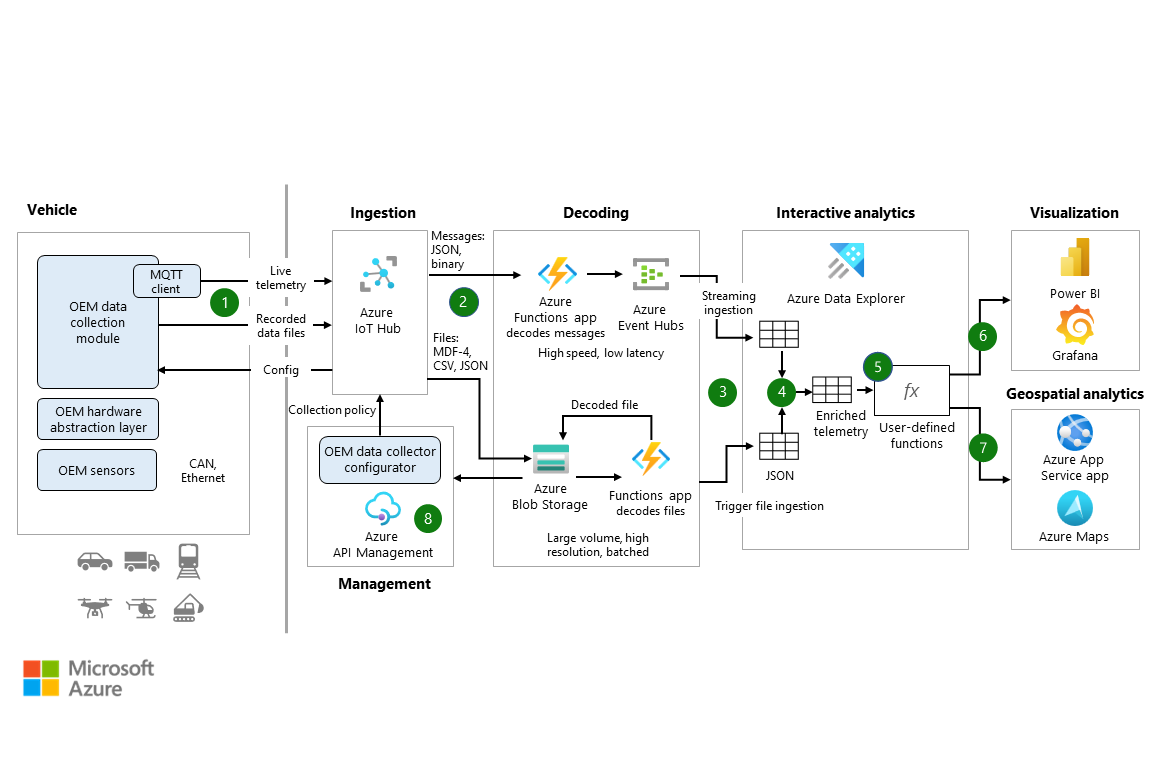 Vehicle
OEM data
collection
module
MQTT
client
OEM hardware
abstraction layer
OEM sensors
CAN,
Ethernet
1
Live
telemetry
Recorded
data files
Config
Ingestion
Azure
IoT Hub
Collection policy
OEM data collector
configurator
Azure
API Management
8
Management
Messages:
JSON,
binary
2
Files:
MDF-4,
CSV, JSON
Decoding
Azure
Functions app
decodes messages
Azure
Event Hubs
High speed, low latency
Decoded file
Azure
Blob Storage
Functions app
decodes files
Large volume, high
resolution, batched
Streaming
ingestion
3
Trigger file ingestion
Interactive analytics
Azure Data Explorer
4
JSON
Enriched
telemetry
5
fx
User-defined
functions
6
7
Visualization
Power BI
Grafana
Geospatial analytics
Azure App
Service app
Azure Maps
Microsoft
Azure